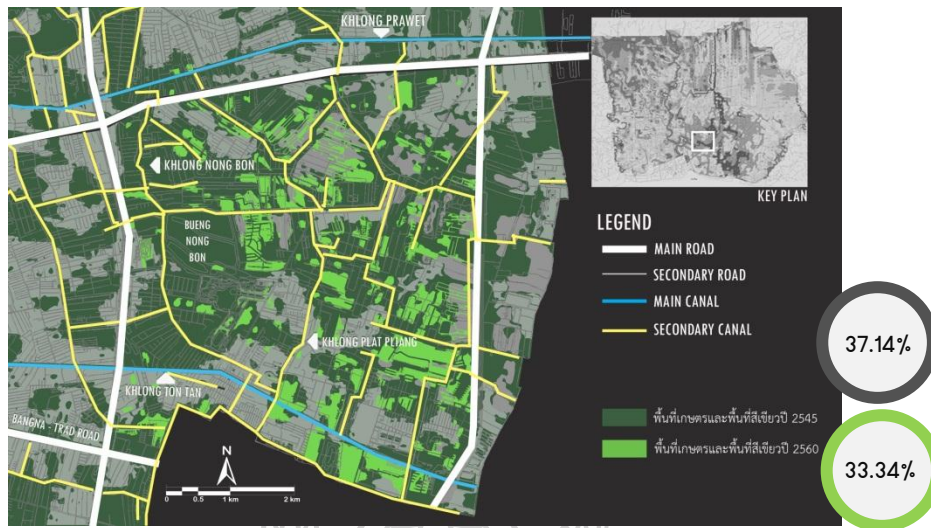 KHLONG PRAWET
KHLONG NONG BON
BUENG
NONG
BON
KHLONG PLAT PLIANG
KHLONG TON TAN
BANGNA - TRAD ROAD
N
0 0.5 1 km 2 km
KEY PLAN
LEGEND
MAIN ROAD
SECONDARY ROAD
MAIN CANAL
SECONDARY CANAL
พื้นที่เกษตรและพื้นที่สีเขียวปี 2545
พื้นที่เกษตรและพื้นที่สีเขียวปี 2560
37.14%
33.34%